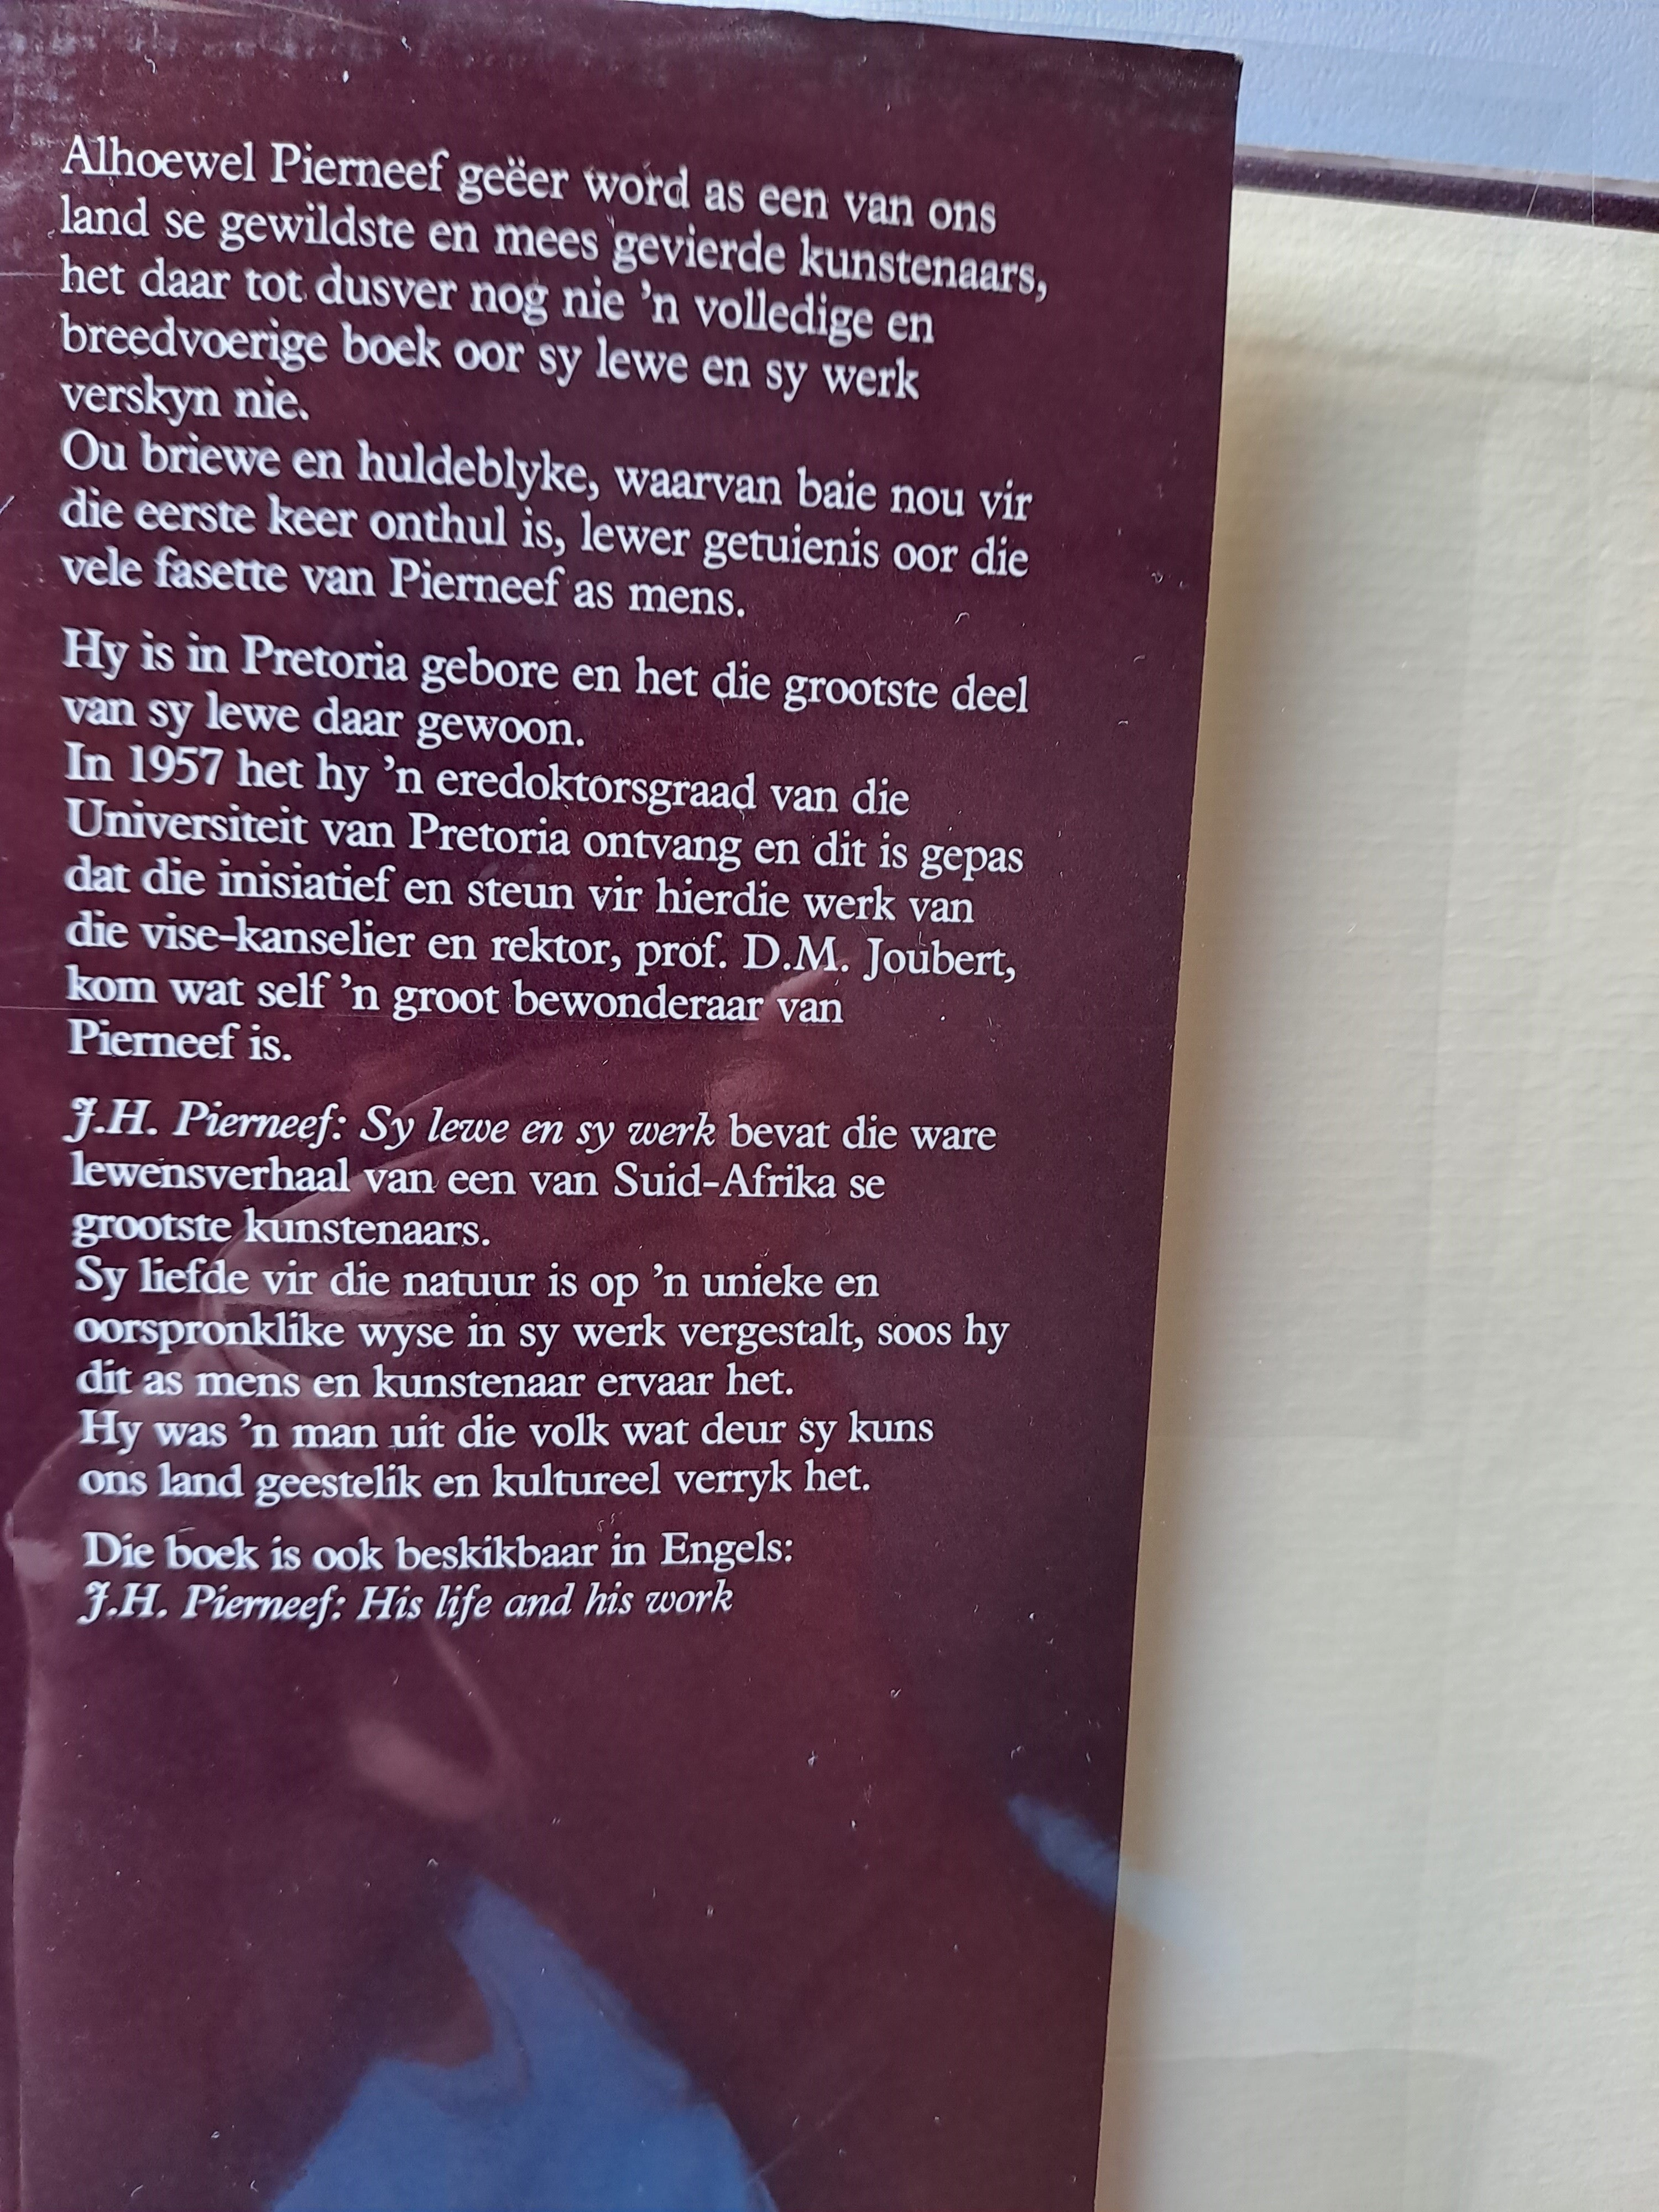 Alhoewel Pierneef geëer word as een van ons
land se gewildste en mees gevierde kunstenaars,
het daar tot dusver nog nie 'n volledige en
breedvoerige boek oor sy lewe en sy werk
verskyn nie.
Ou briewe en huldeblyke, waarvan baie nou vir
die eerste keer onthul is, lewer getuienis oor die
vele fasette van Pierneef as mens.
Hy is in Pretoria gebore en het die grootste deel
van sy lewe daar gewoon.
In 1957 het hy 'n eredoktorsgraad van die
Universiteit van Pretoria ontvang en dit is gepas
dat die inisiatief en steun vir hierdie werk van
die vise-kanselier en rektor, prof. D.M. Joubert,
kom wat self 'n groot bewonderaar van
Pierneef is.
J.H. Pierneef: Sy lewe en sy werk bevat die ware
lewensverhaal van een van Suid-Afrika se
grootste kunstenaars.
Sy liefde vir die natuur is op 'n unieke en
oorspronklike wyse in sy werk vergestalt, soos hy
dit as mens en kunstenaar ervaar het.
Hy was 'n man uit die volk wat deur sy kuns
ons land geestelik en kultureel verryk het.
Die boek is ook beskikbaar in Engels:
J.H. Pierneef: His life and his work